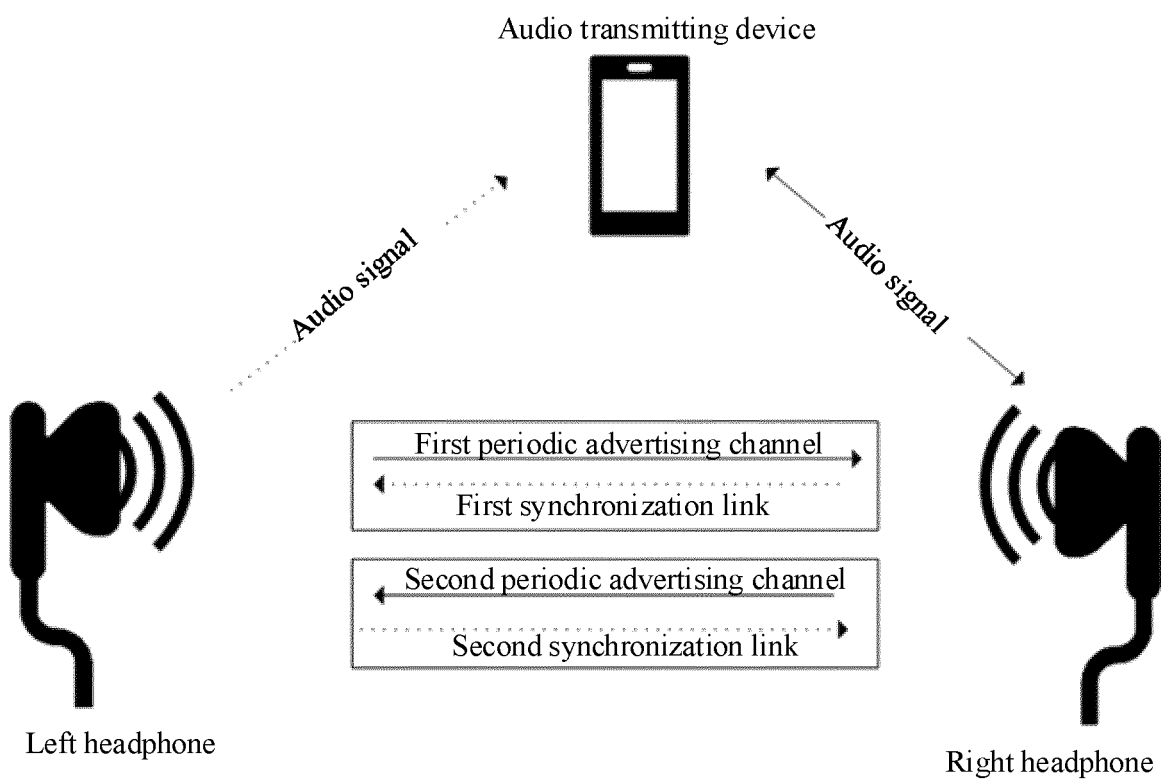 Audio transmitting device
Audio signal
Audio signal
First periodic advertising channel
First synchronization link
Second periodic advertising channel
Second synchronization link
Left headphone
Right headphone